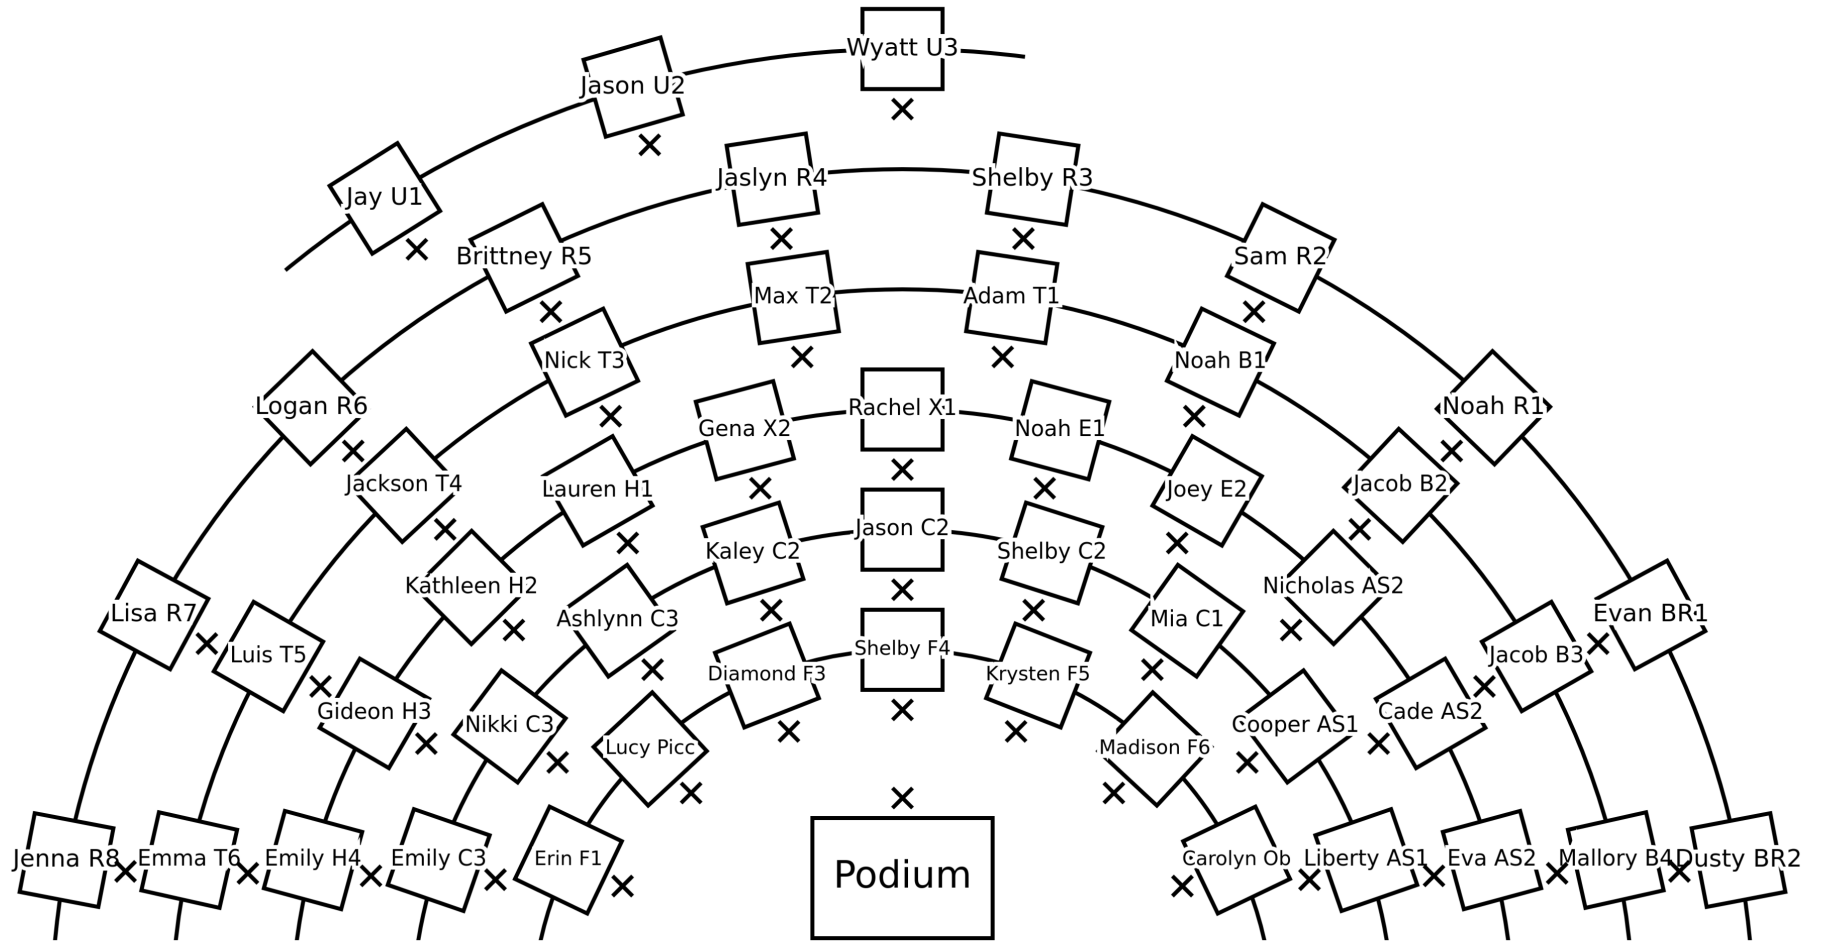 Wyatt U3
Jason U2
Jay U1
Jaslyn R4
Shelby R3
Brittney R5
Sam R2
Max T2
Adam T1
Nick T3
Noah B1
Logan R6
Noah R1
Rachel X1
Gena X2
Noah E1
Jackson T4
Lauren H1
Joey E2
Jacob B2
Jason C2
Kaley C2
Shelby C2
Kathleen H2
Nicholas AS2
Lisa R7
Ashlynn C3
Mia C1
Evan BR1
Luis T5
Shelby F4
Jacob B3
Diamond F3
Krysten F5
Gideon H3
Nikki C3
Cooper AS1
Cade AS2
Lucy Picc
Madison F6
Jenna R8
Emma T6
Emily H4
Emily C3
Erin F1
Podium
Carolyn Ob
Liberty AS1
Eva AS2
Mallory B4
Dusty BR2